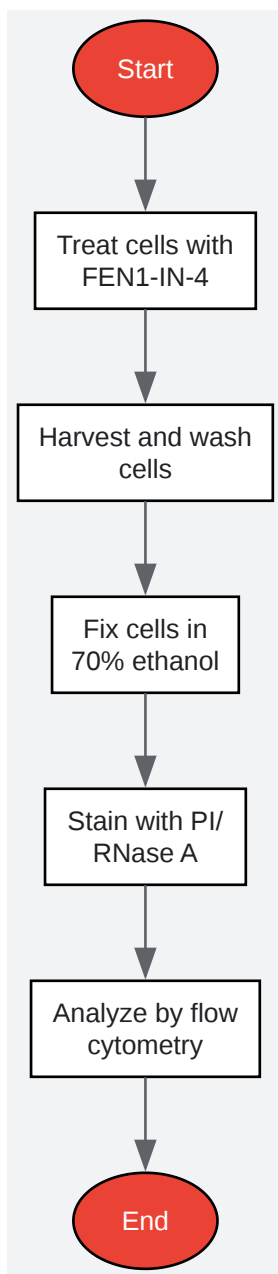 Start
Treat cells with
FEN1-IN-4
Harvest and wash
cells
Fix cells in
70% ethanol
Stain with PI/
RNase A
Analyze by flow
cytometry
End